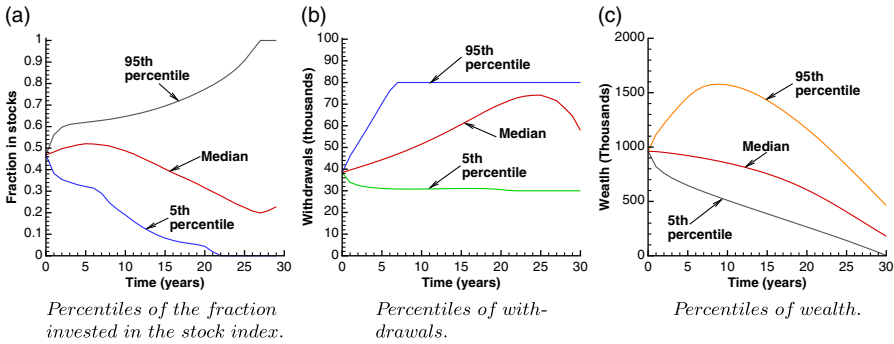 (a)
Fraction in stocks
1
0.9
0.8
0.7
0.6
0.5
0.4
0.3
0.2
0.1
0
95th
percentile
Median
5th
percentile
0 5 10 15 20 25 30
Time (years)
Percentiles of the fraction
invested in the stock index.
(b)
Withdrawals (thousands)
100
90
80
70
60
50
40
30
20
10
0
95th
percentile
Median
5th
percentile
0 5 10 15 20 25 30
Time (years)
Percentiles of with-
drawals.
(c)
Wealth (Thousands)
2000
1500
1000
500
0
95th
percentile
Median
5th
percentile
0 5 10 15 20 25 30
Time (years)
Percentiles of wealth.